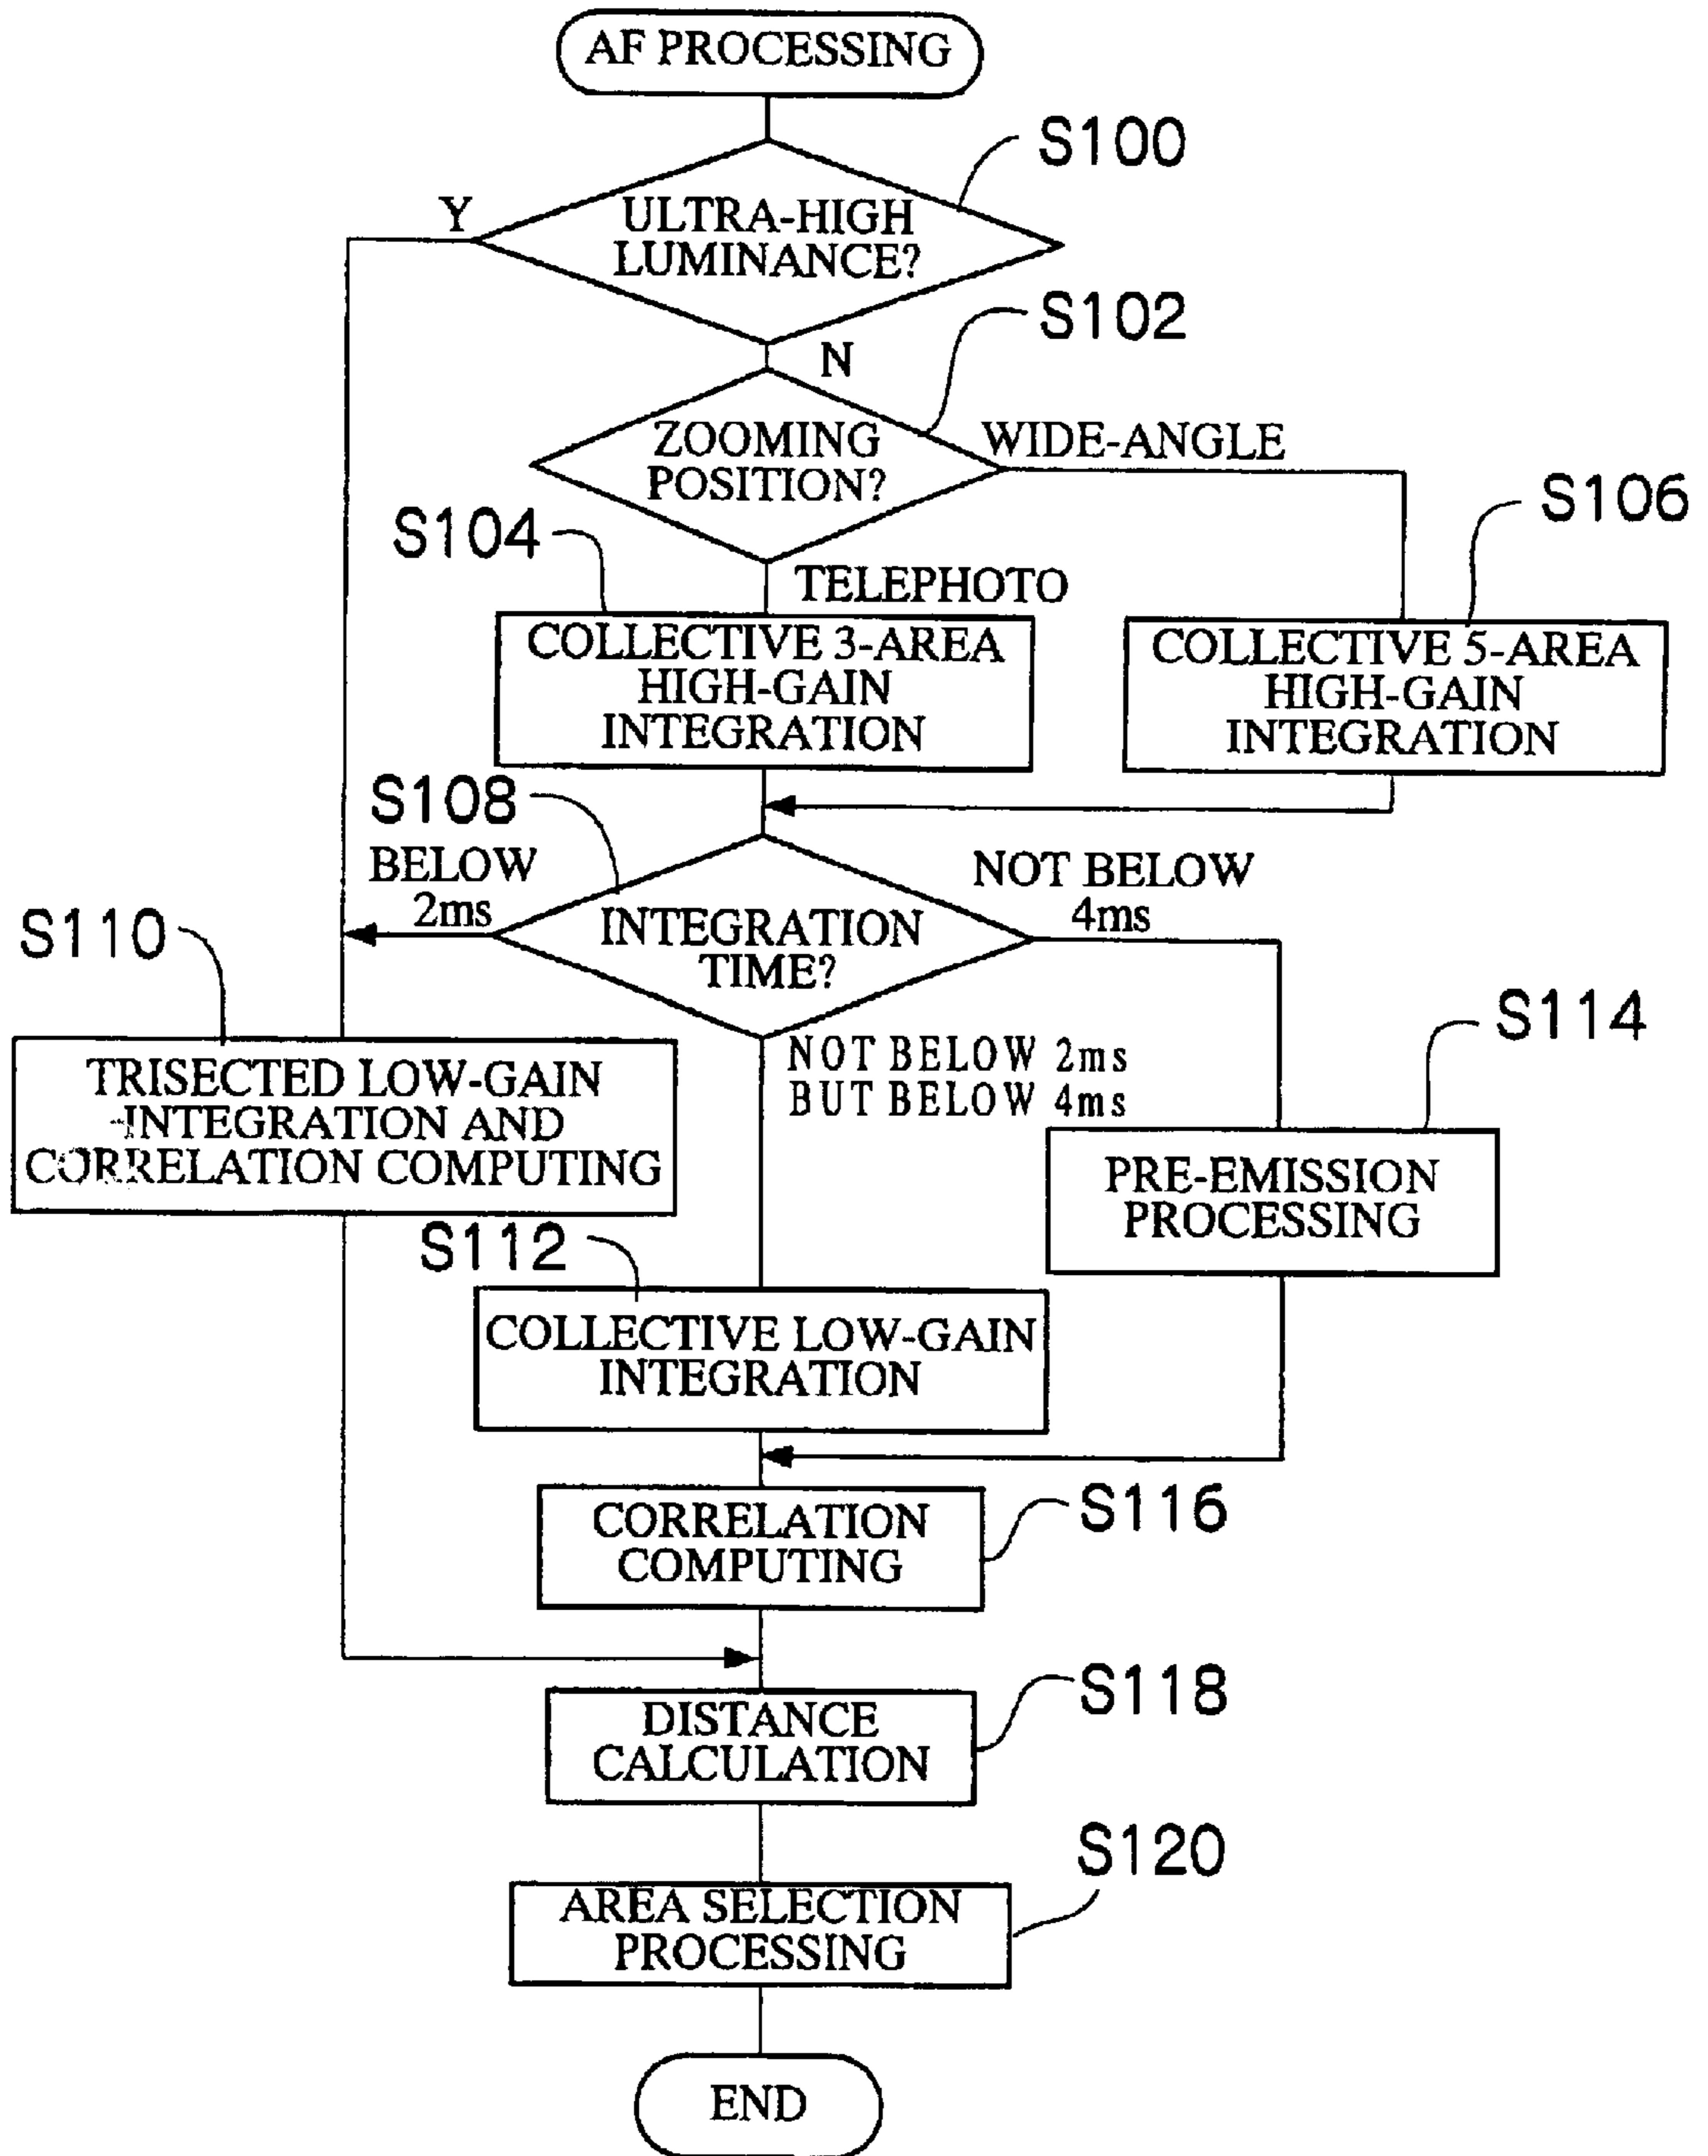 AF PROCESSING
S100
Y
ULTRA-HIGH
LUMINANCE?
S102
N
ZOOMING
POSITION?
WIDE-ANGLE
S106
S104
TELEPHOTO
COLLECTIVE 3-AREA
HIGH-GAIN
INTEGRATION
COLLECTIVE 5-AREA
HIGH-GAIN
INTEGRATION
S108
BELOW
2ms
NOT BELOW
4ms
INTEGRATION
TIME?
S110
S114
NOT BELOW 2ms
BUT BELOW 4ms
TRISECTED LOW-GAIN
INTEGRATION AND
CORRELATION COMPUTING
PRE-EMISSION
PROCESSING
S112
COLLECTIVE LOW-GAIN
INTEGRATION
S116
CORRELATION
COMPUTING
S118
DISTANCE
CALCULATION
S120
AREA SELECTION
PROCESSING
END